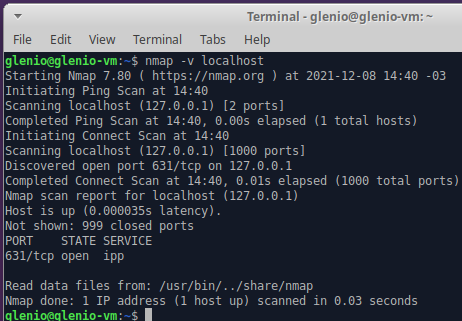 Terminal - glenio@glenio-vm: ~
File Edit View Terminal Tabs Help
glenio@glenio-vm:~$ nmap -v localhost
Starting Nmap 7.80 ( https://nmap.org ) at 2021-12-08 14:40 -03
Initiating Ping Scan at 14:40
Scanning localhost (127.0.0.1) [2 ports]
Completed Ping Scan at 14:40, 0.00s elapsed (1 total hosts)
Initiating Connect Scan at 14:40
Scanning localhost (127.0.0.1) [1000 ports]
Discovered open port 631/tcp on 127.0.0.1
Completed Connect Scan at 14:40, 0.01s elapsed (1000 total ports)
Nmap scan report for localhost (127.0.0.1)
Host is up (0.000035s latency).
Not shown: 999 closed ports
PORT    STATE SERVICE
631/tcp open  ipp
Read data files from: /usr/bin/../share/nmap
Nmap done: 1 IP address (1 host up) scanned in 0.03 seconds
glenio@glenio-vm:~$